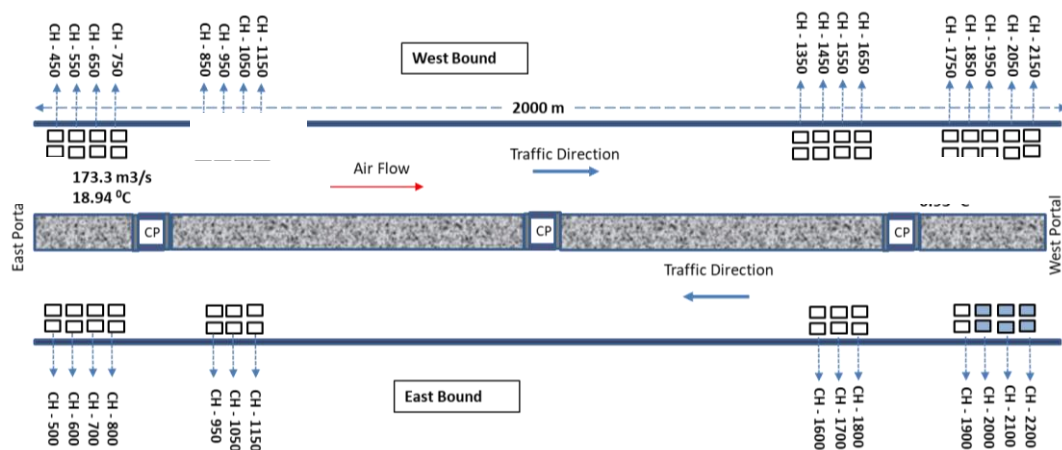 CH - 450
CH - 550
CH - 650
CH - 750
CH - 850
CH - 950
CH - 1050
CH - 1150
West Bound
CH - 1350
CH - 1450
CH - 1550
CH - 1650
CH - 1750
CH - 1850
CH - 1950
CH - 2050
CH - 2150
2000 m
173.3 m3/s
18.94 ⁰C
Air Flow
Traffic Direction
East Porta
CP
CP
CP
West Portal
Traffic Direction
CH - 500
CH - 600
CH - 700
CH - 800
CH - 950
CH - 1050
CH - 1150
East Bound
CH - 1600
CH - 1700
CH - 1800
CH - 1900
CH - 2000
CH - 2100
CH - 2200